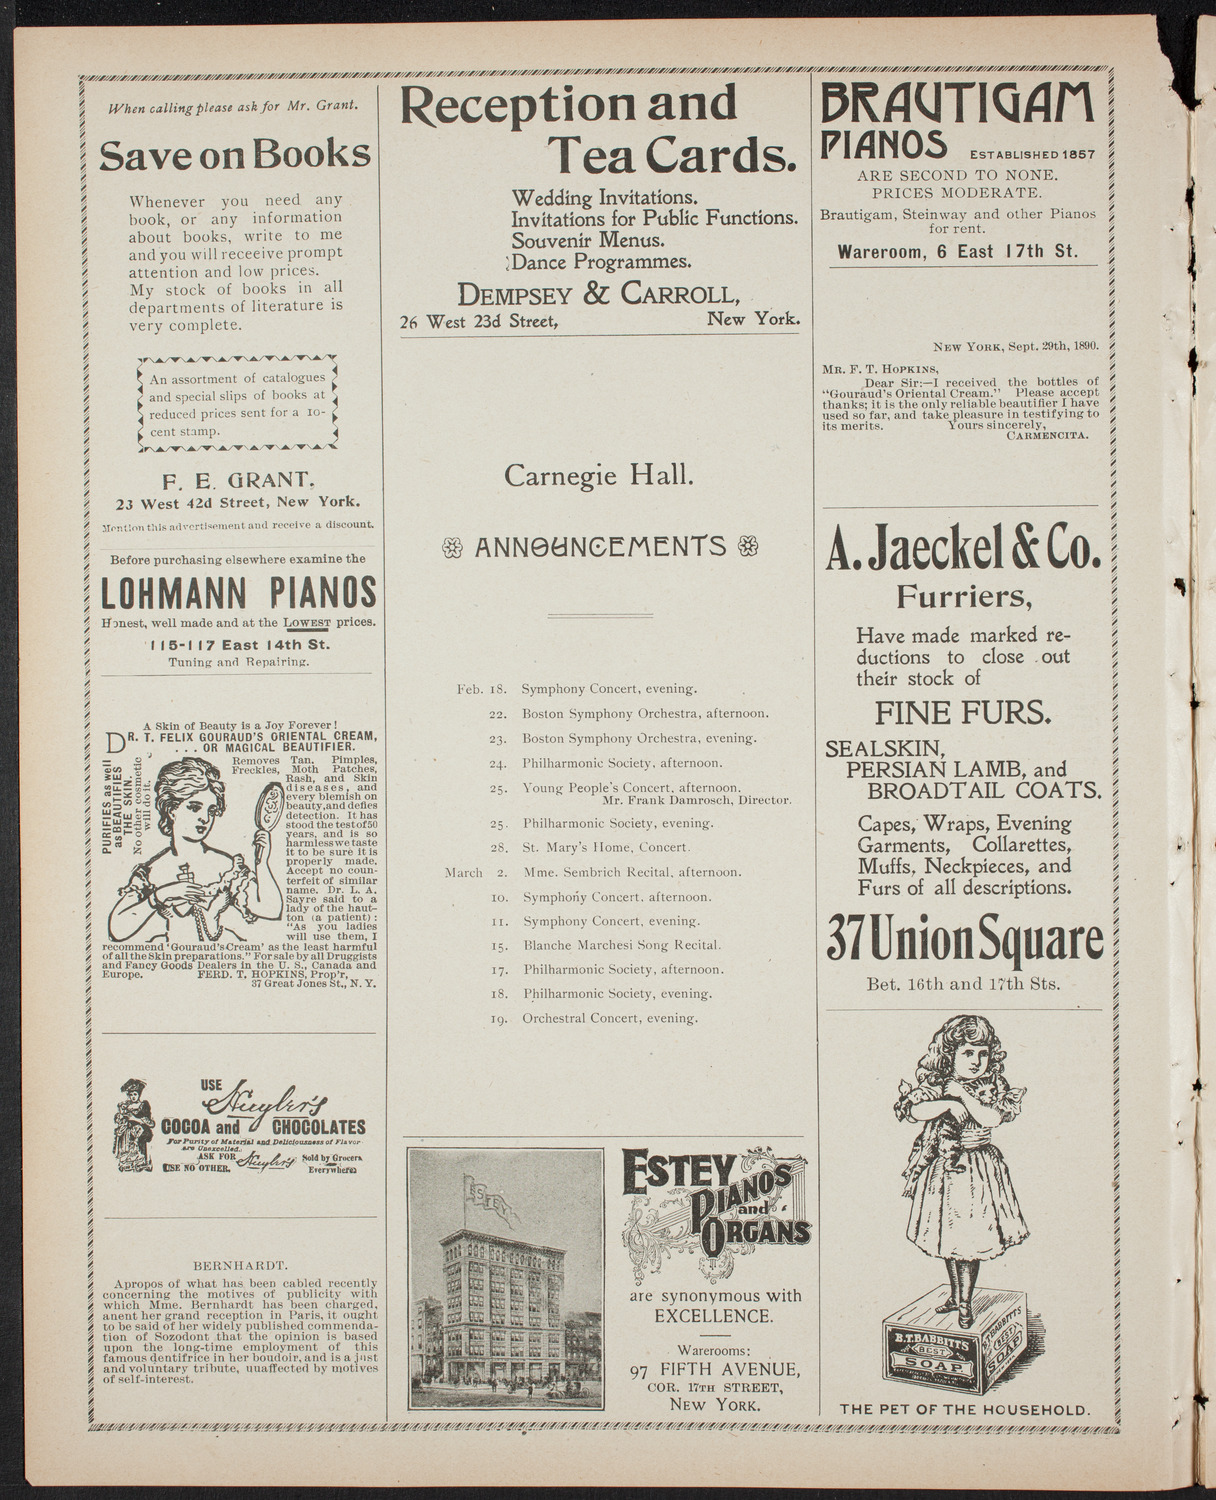 When calling please ask for Mr. Grant.
Save on Books
Whenever you need any
book, or any information
about books, write to me
and you will receeive prompt
attention and low prices.
My stock of books in all
departments of literature is
very complete.
An assortment of catalogues
and special slips of books at
reduced prices sent for a 10-
cent stamp.
F. E. GRANT.
23 West 42d Street, New York.
Mention this advertisement and receive a discount.
Before purchasing elsewhere examine the
LOHMANN PIANOS
Honest, well made and at the LOWEST prices.
115-117 East 14th St.
Tuning and Repairing.
A Skin of Beauty is a Joy Forever!
DR. T. FELIX GOURAUD'S ORIENTAL CREAM,
... OR MAGICAL BEAUTIFIER.
PURIFIES as well
as BEAUTIFIES
THE SKIN.
No other cosmetic
will do it.
Removes Tan, Pimples,
Freckles, Moth Patches,
Rash, and Skin
diseases, and
every blemish on
beauty, and defies
detection. It has
stood the test of 50
years, and is so
harmless we taste
it to be sure it is
properly made.
Accept no coun-
terfeit of similar
name. Dr. L. A.
Sayre said to a
lady of the haut-
ton (a patient):
"As you ladies
will use them, I
recommend 'Gouraud's Cream' as the least harmful
of all the Skin preparations." For sale by all Druggists
and Fancy Goods Dealers in the U. S., Canada and
Europe. FERD. T. HOPKINS, Prop'r,
37 Great Jones St., N. Y.
USE
Huyler's
COCOA and CHOCOLATES
For Purity of Material and Deliciousness of Flavor
are Unexcelled.
ASK FOR Huyler's Sold by Grocers
USE NO OTHER. Everywhere
BERNHARDT.
Apropos of what has been cabled recently
concerning the motives of publicity with
which Mme. Bernhardt has been charged,
anent her grand reception in Paris, it ought
to be said of her widely published commenda-
tion of Sozodont that the opinion is based
upon the long-time employment of this
famous dentifrice in her boudoir, and is a just
and voluntary tribute, unaffected by motives
of self-interest.
Reception and
Tea Cards.
Wedding Invitations.
Invitations for Public Functions.
Souvenir Menus.
Dance Programmes.
DEMPSEY & CARROLL,
26 West 23d Street, New York.
Carnegie Hall.
ANNOUNCEMENTS
Feb. 18. Symphony Concert, evening.
22. Boston Symphony Orchestra, afternoon.
23. Boston Symphony Orchestra, evening.
24. Philharmonic Society, afternoon.
25. Young People's Concert, afternoon,
Mr. Frank Damrosch, Director.
25. Philharmonic Society, evening.
28. St. Mary's Home, Concert.
March 2. Mme. Sembrich Recital, afternoon.
10. Symphony Concert. afternoon.
11. Symphony Concert, evening.
15. Blanche Marchesi Song Recital.
17. Philharmonic Society, afternoon.
18. Philharmonic Society, evening.
19. Orchestral Concert, evening.
ESTEY
ESTEY
PIANOS
and
ORGANS
are synonymous with
EXCELLENCE.
Warerooms:
97 FIFTH AVENUE,
COR. 17TH STREET,
NEW YORK.
BRAUTIGAM
PIANOS ESTABLISHED 1857
ARE SECOND TO NONE.
PRICES MODERATE.
Brautigam, Steinway and other Pianos
for rent.
Wareroom, 6 East 17th St.
NEW YORK, Sept. 29th, 1890.
MR. F. T. HOPKINS,
Dear Sir:—I received the bottles of
"Gouraud's Oriental Cream." Please accept
thanks; it is the only reliable beautifier I have
used so far, and take pleasure in testifying to
its merits. Yours sincerely,
CARMENCITA.
A. Jaeckel & Co.
Furriers,
Have made marked re-
ductions to close out
their stock of
FINE FURS.
SEALSKIN,
PERSIAN LAMB, and
BROADTAIL COATS.
Capes, Wraps, Evening
Garments, Collarettes,
Muffs, Neckpieces, and
Furs of all descriptions.
37 Union Square
Bet. 16th and 17th Sts.
B.T. BABBITT'S
BEST
SOAP
B.T. BABBITTS
BEST
SOAP
THE PET OF THE HOUSEHOLD.